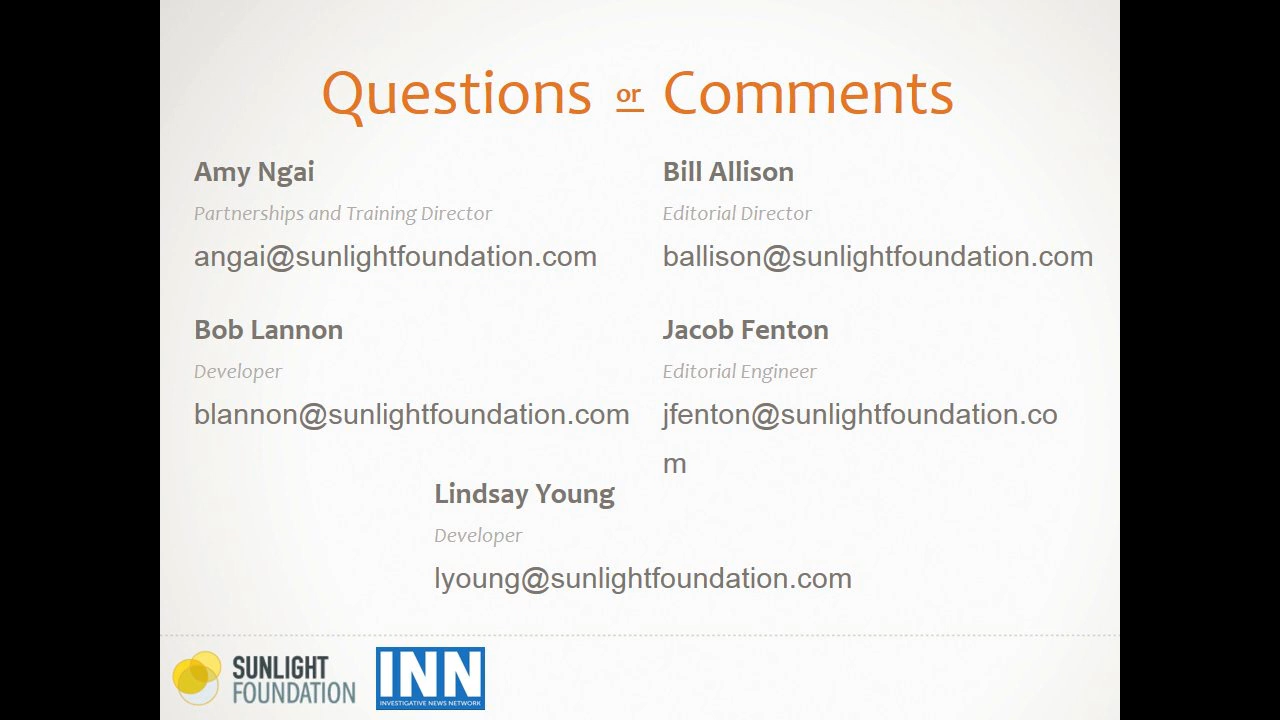 Questions or Comments
Amy Ngai
Partnerships and Training Director
angai@sunlightfoundation.com
Bill Allison
Editorial Director
ballison@sunlightfoundation.com
Bob Lannon
Developer
blannon@sunlightfoundation.com
Jacob Fenton
Editorial Engineer
jfenton@sunlightfoundation.co
m
Lindsay Young
Developer
lyoung@sunlightfoundation.com
SUNLIGHT
FOUNDATION
INN
INVESTIGATIVE NEWS NETWORK